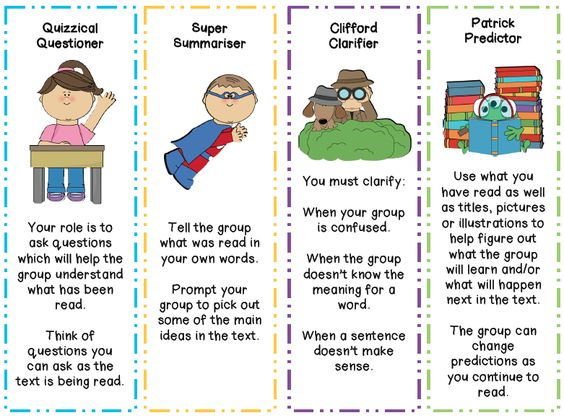 Quizzical
Questioner
Your role is to
ask questions
which will help the
group understand
what has been
read.
Think of
questions you
can ask as the
text is being read.
Super
Summariser
Tell the group
what was read in
your own words.
Prompt your
group to pick out
some of the main
ideas in the text.
Clifford
Clarifier
You must clarify:
When your group
is confused.
When the group
doesn't know the
meaning for a
word.
When a sentence
doesn't make
sense.
Patrick
Predictor
Use what you
have read as well
as titles, pictures
or illustrations to
help figure out
what the group
will learn and/or
what will happen
next in the text.
The group can
change
predictions as
you continue to
read.